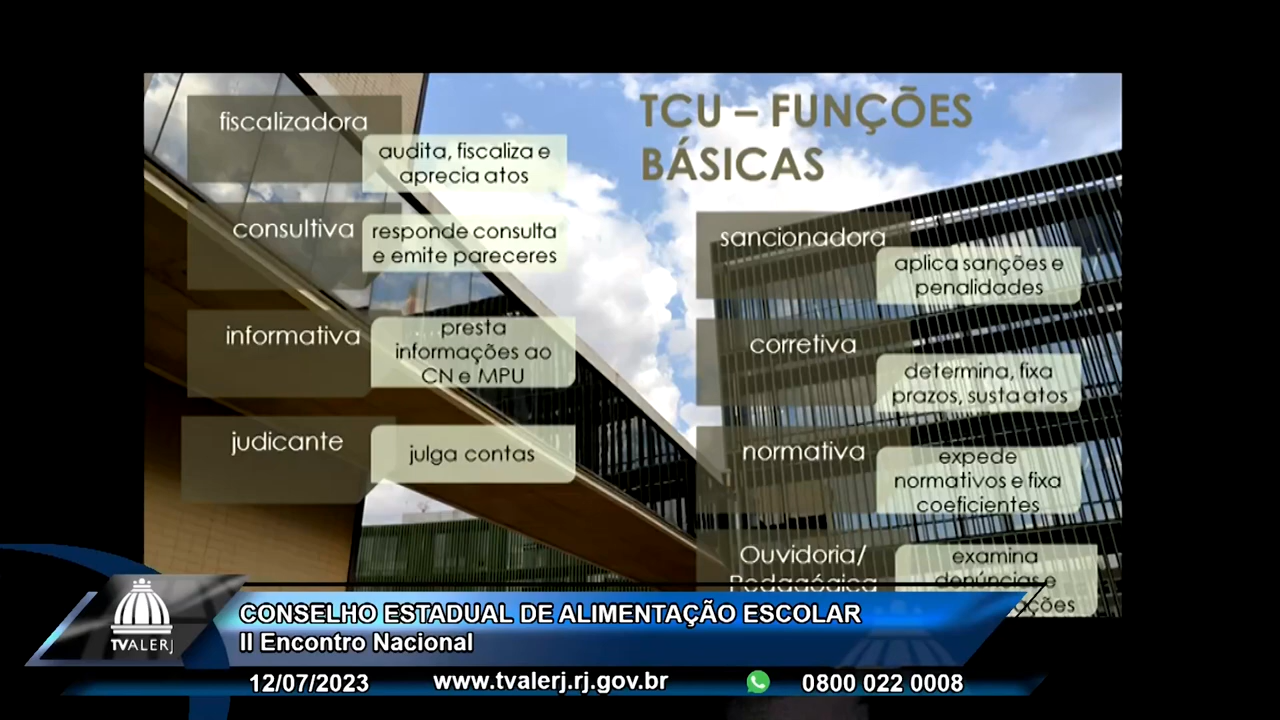 TCU – FUNÇÕES
BÁSICAS
fiscalizadora
audita, fiscaliza e
aprecia atos
consultiva
responde consulta
e emite pareceres
informativa
presta
informações ao
CN e MPU
judicante
julga contas
sancionadora
aplica sanções e
penalidades
corretiva
determina, fixa
prazos, susta atos
normativa
expede
normativos e fixa
coeficientes
Ouvidoria/
Pedagógica
examina
denúncias e
CONSELHO ESTADUAL DE ALIMENTAÇÃO ESCOLAR
II Encontro Nacional
TVALERJ
12/07/2023
www.tvalerj.rj.gov.br
0800 022 0008